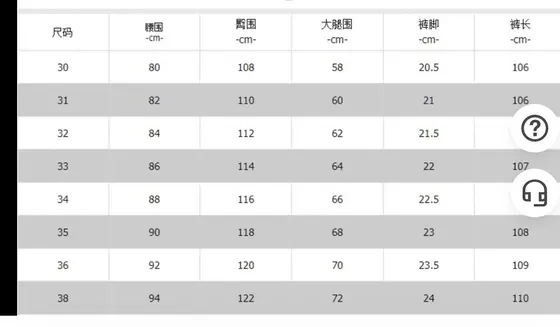 尺码 腰围 臀围 大腿围 裤脚 裤长
-cm- -cm- -cm- -cm- -cm-
30 80 108 58 20.5 106
31 82 110 60 21 106
32 84 112 62 21.5
33 86 114 64 22 107
34 88 116 66 22.5
35 90 118 68 23 108
36 92 120 70 23.5 109
38 94 122 72 24 110